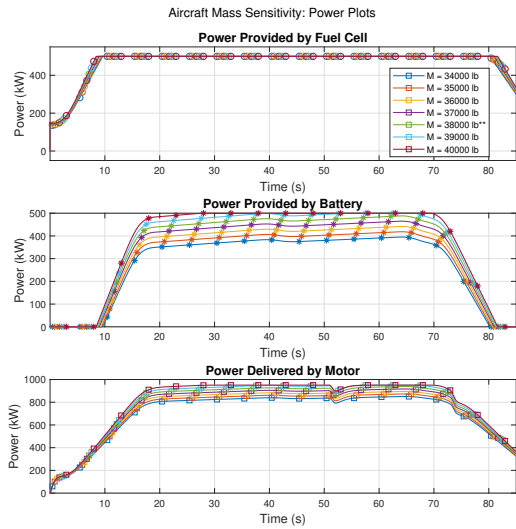 Aircraft Mass Sensitivity: Power Plots
Power Provided by Fuel Cell
400
200
0
Power (kW)
M = 34000 lb
M = 35000 lb
M = 36000 lb
M = 37000 lb
M = 38000 lb**
M = 39000 lb
M = 40000 lb
10 20 30 40 50 60 70 80
Time (s)
Power Provided by Battery
500
400
300
200
100
0
Power (kW)
10 20 30 40 50 60 70 80
Time (s)
Power Delivered by Motor
1000
800
600
400
200
0
Power (kW)
10 20 30 40 50 60 70 80
Time (s)